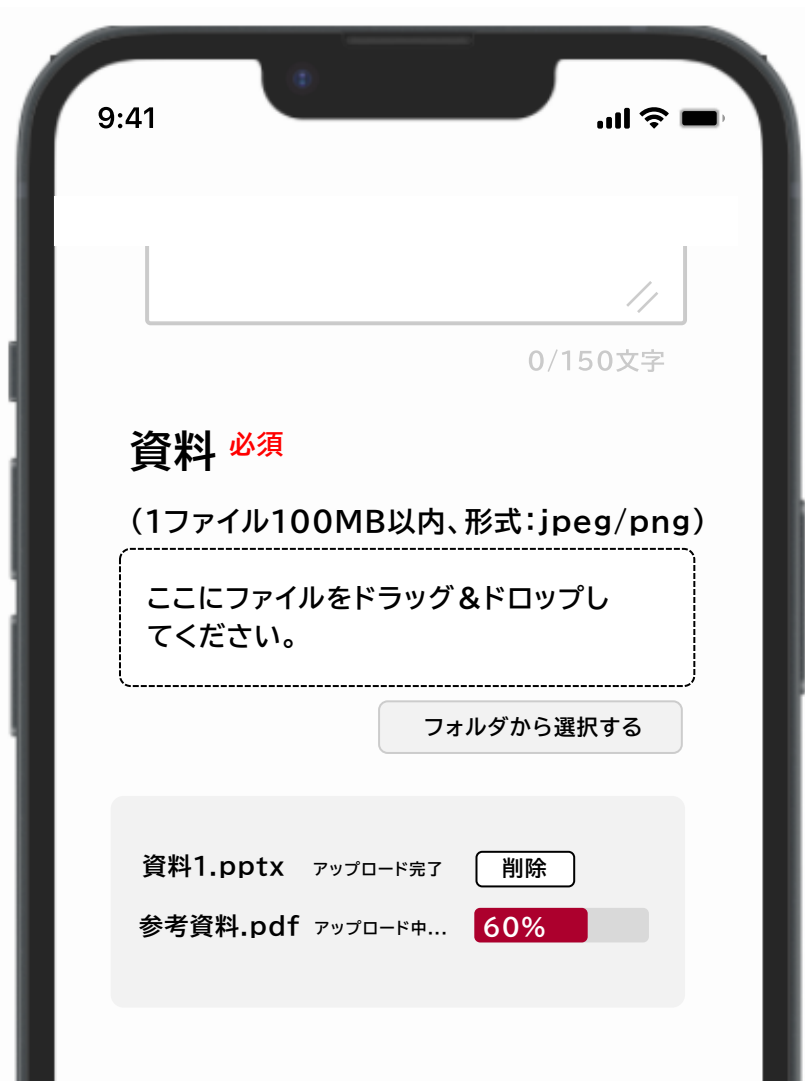 9:41
0/150文字
資料 必須
（1ファイル100MB以内、形式：jpeg/png）
ここにファイルをドラッグ&ドロップし
てください。
フォルダから選択する
資料1.pptx アップロード完了 削除
参考資料.pdf アップロード中... 60%